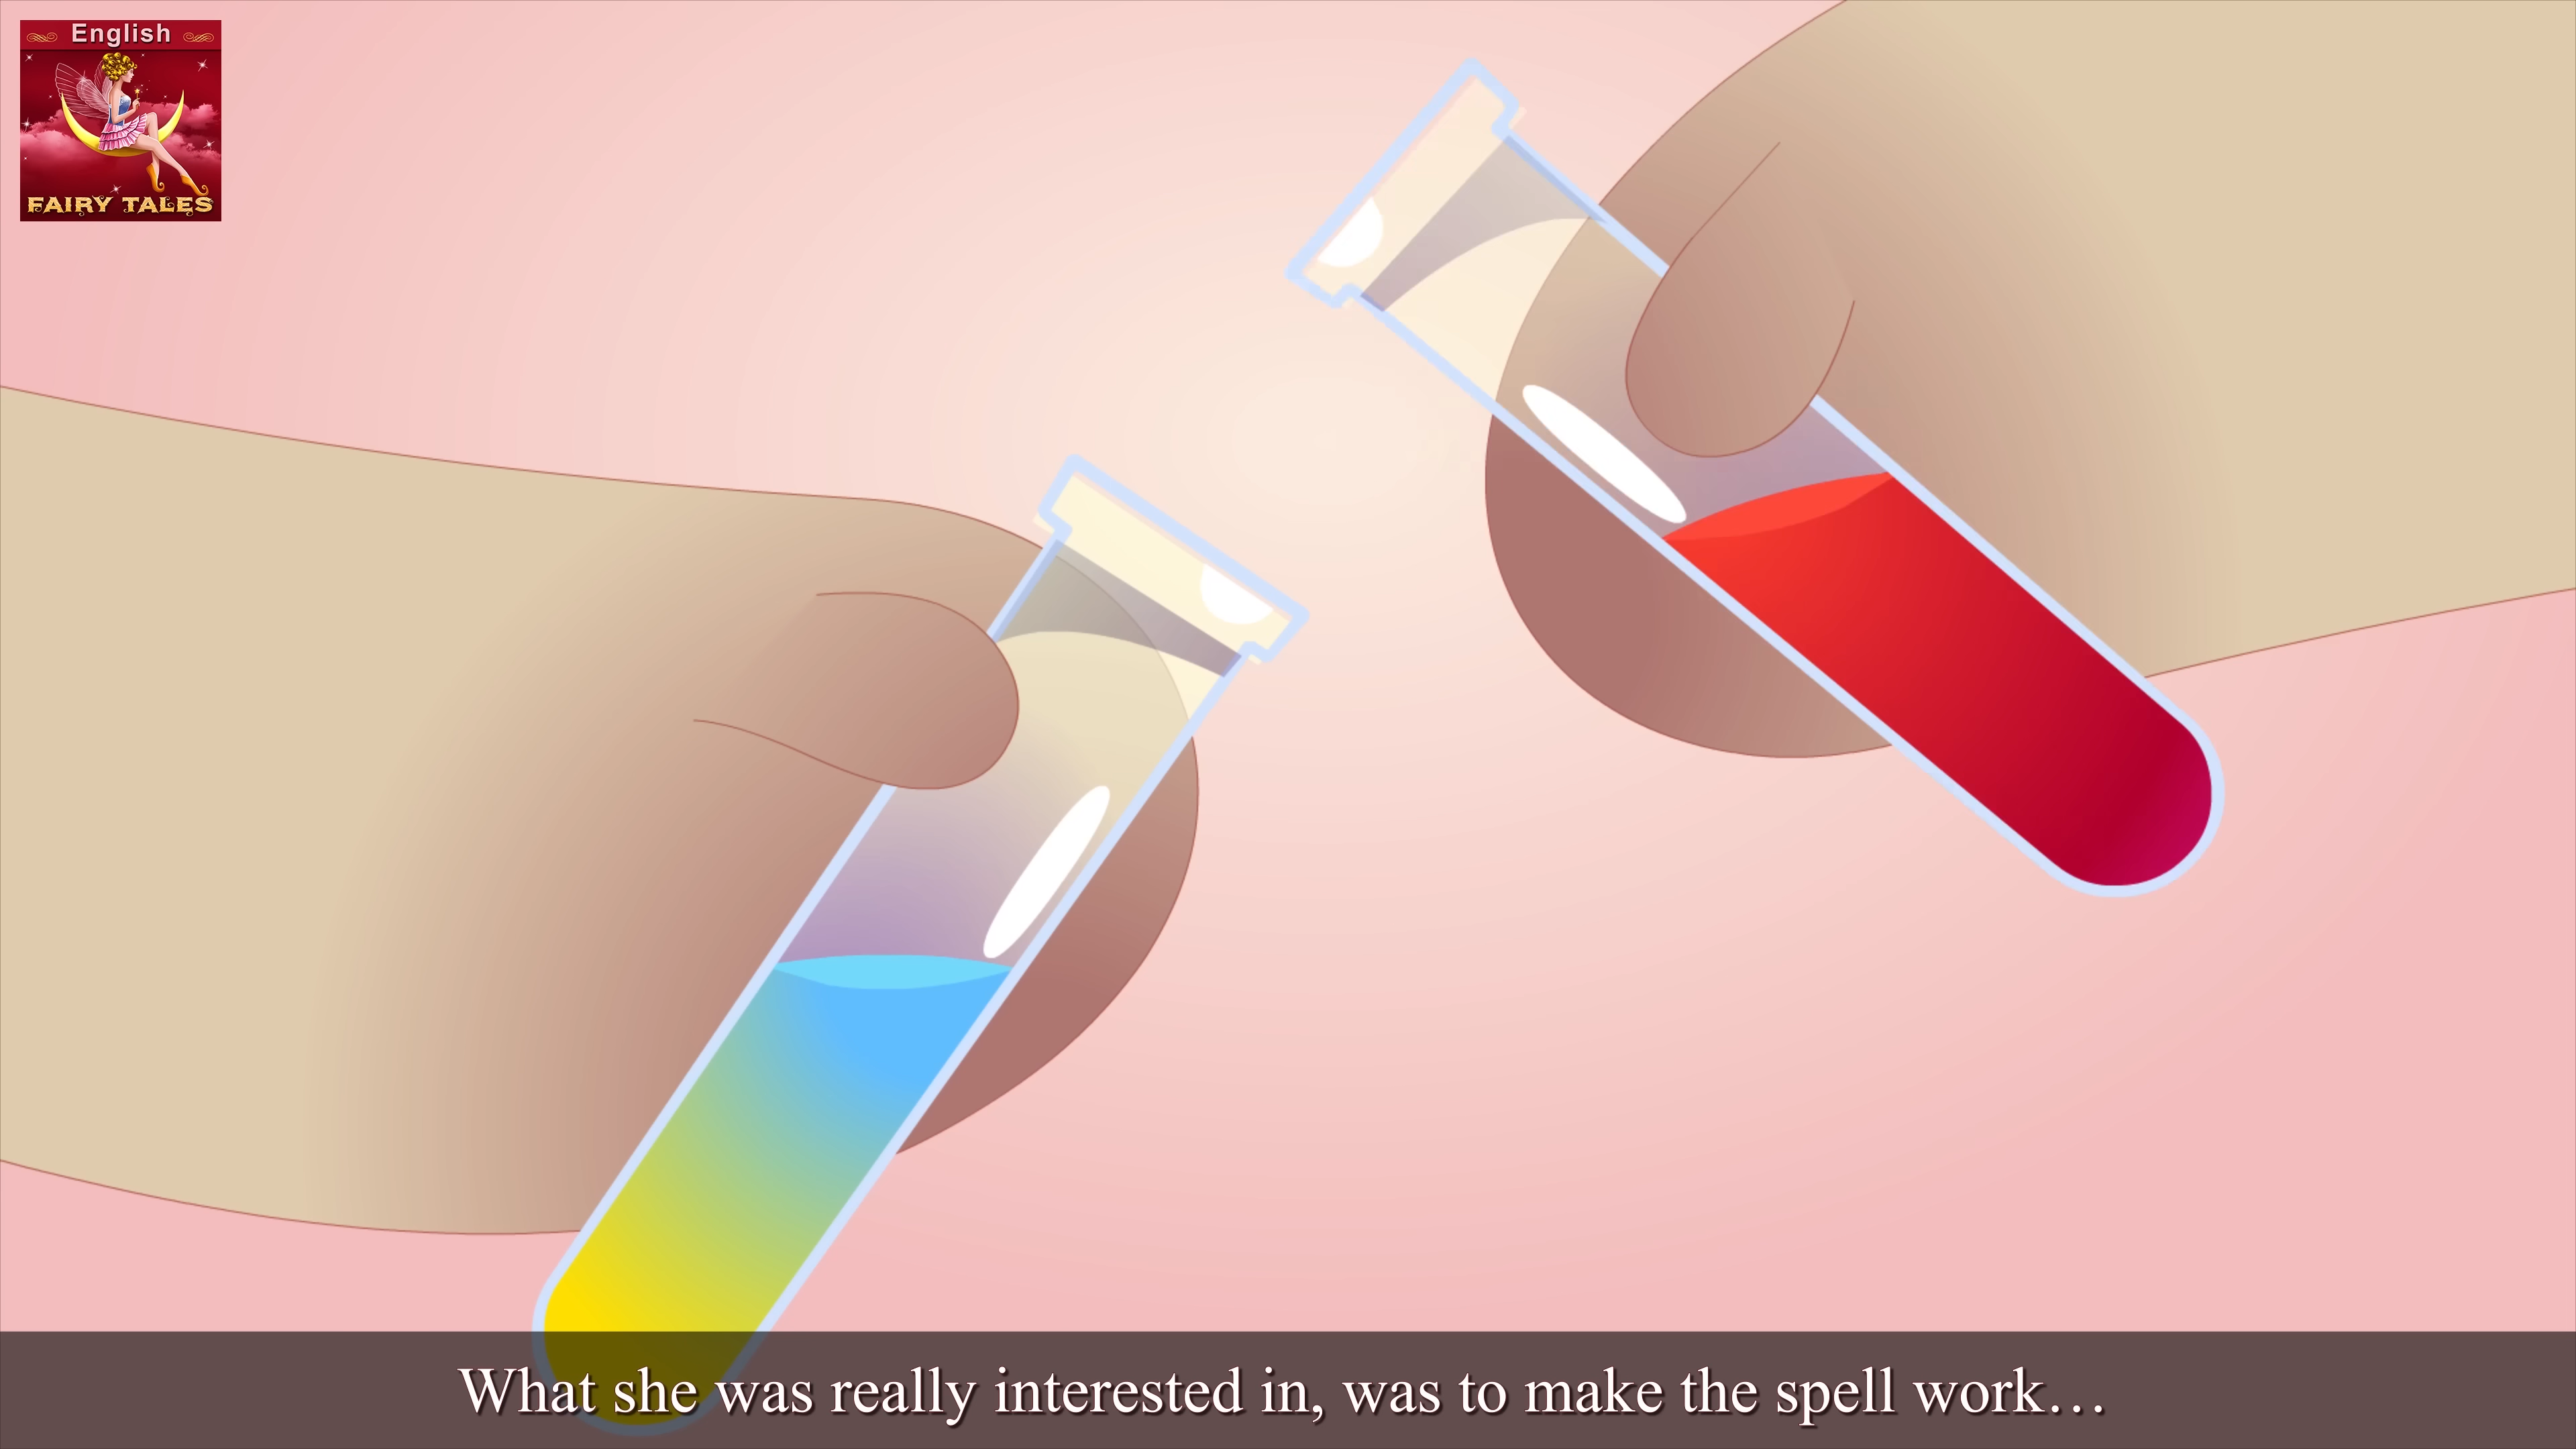 English
FAIRY TALES
What she was really interested in, was to make the spell work…